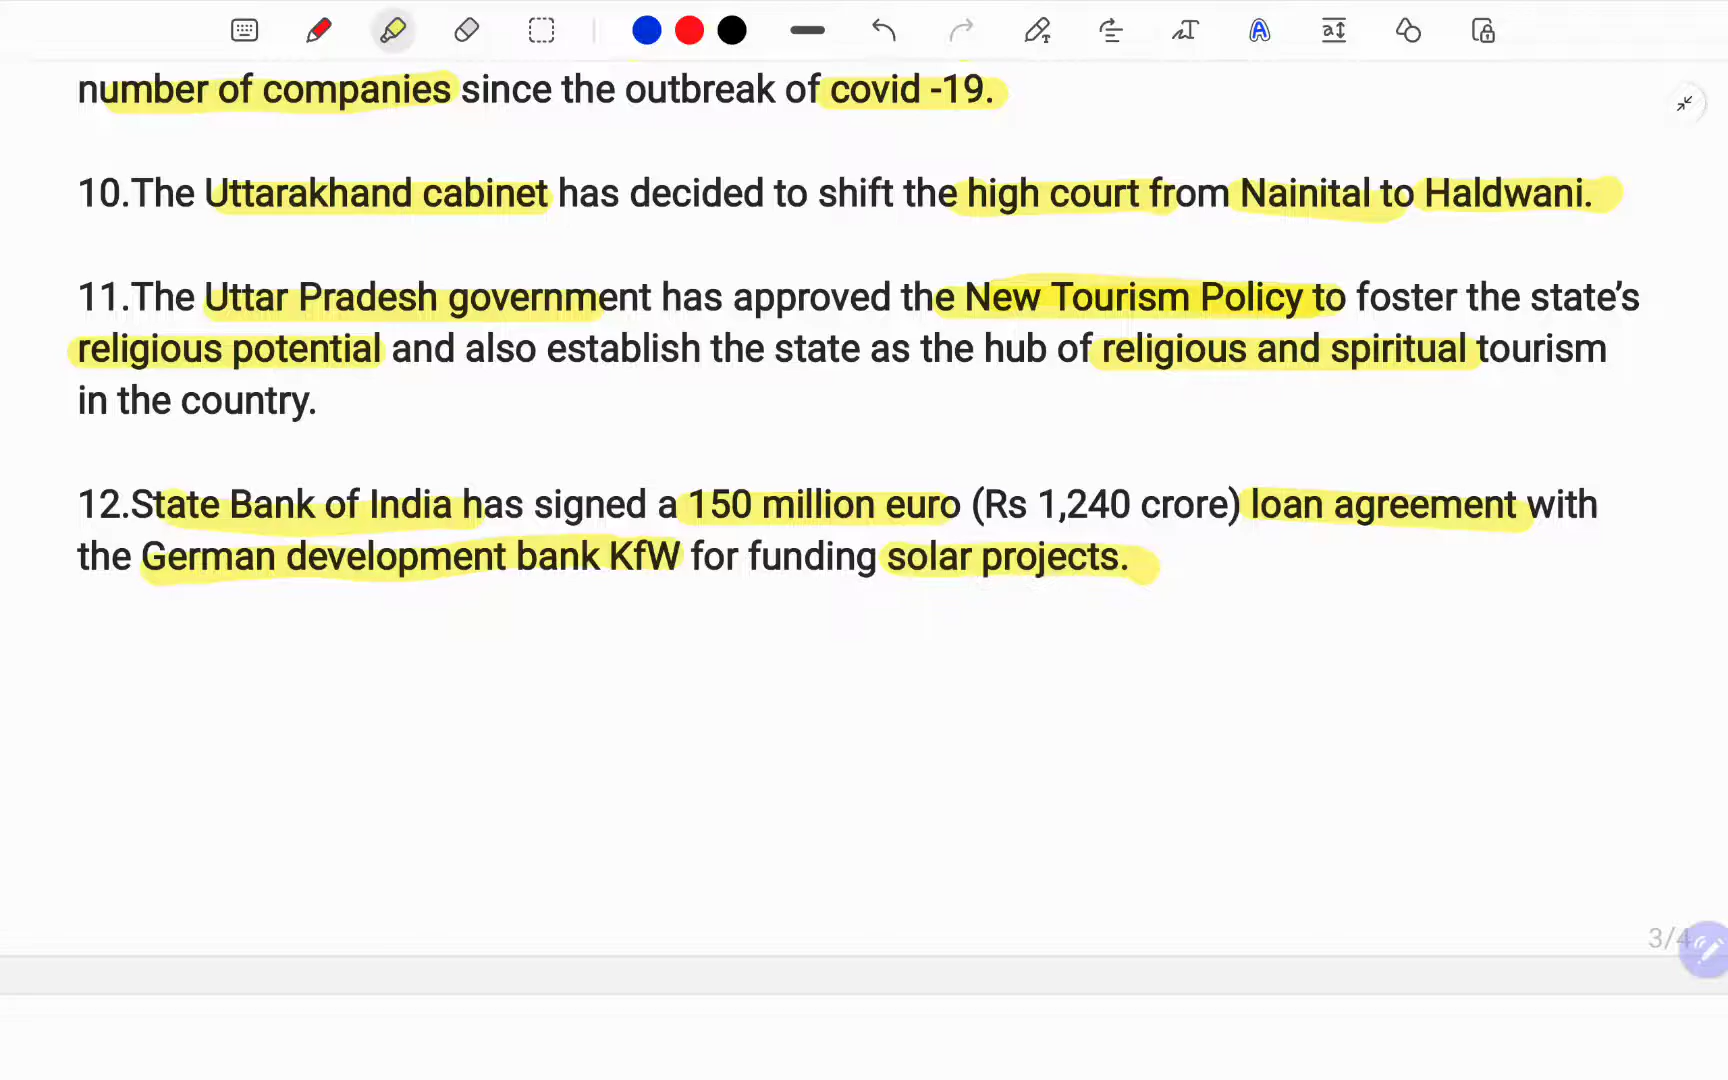 number of companies since the outbreak of covid -19.
10.The Uttarakhand cabinet has decided to shift the high court from Nainital to Haldwani.
11.The Uttar Pradesh government has approved the New Tourism Policy to foster the state’s
religious potential and also establish the state as the hub of religious and spiritual tourism
in the country.
12.State Bank of India has signed a 150 million euro (Rs 1,240 crore) loan agreement with
the German development bank KfW for funding solar projects.
3/4